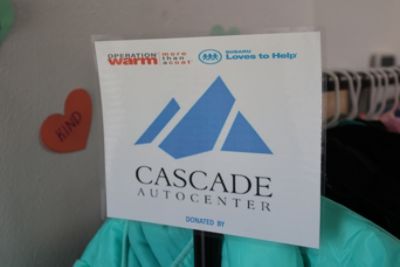 OPERATION warm more than a coat! SUBARU Loves to Help
KIND
CASCADE
AUTOCENTER
DONATED BY